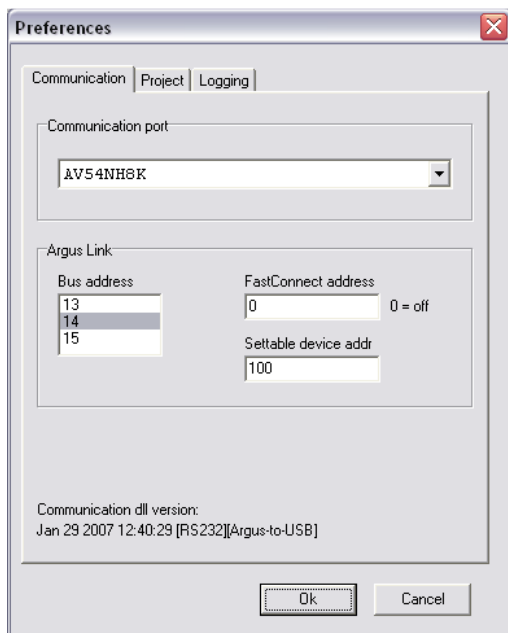 Preferences
Communication Project Logging
Communication port
AV54NH8K
Argus Link
Bus address
13
14
15
FastConnect address
0 0 = off
Settable device addr
100
Communication dll version:
Jan 29 2007 12:40:29 [RS232][Argus-to-USB]
Ok Cancel